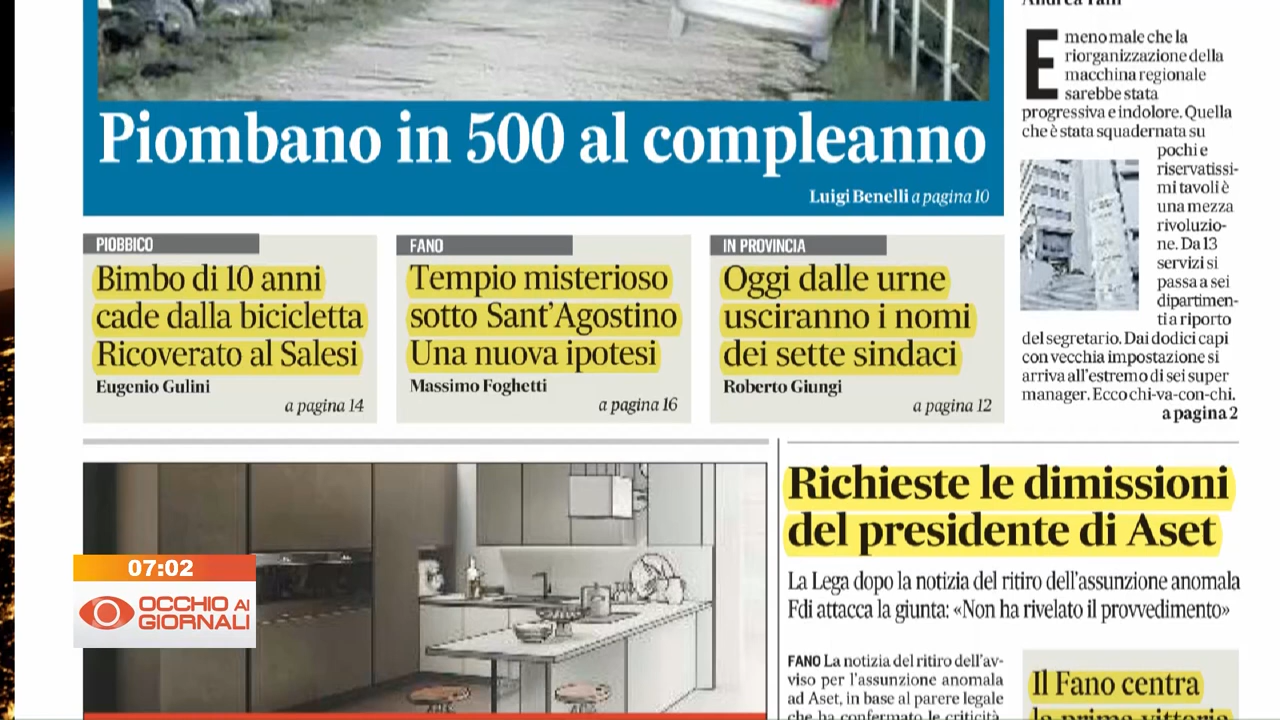 Piombano in 500 al compleanno
Luigi Benelli a pagina 10
PIOBBICO
Bimbo di 10 anni
cade dalla bicicletta
Ricoverato al Salesi
Eugenio Gulini
a pagina 14
FANO
Tempio misterioso
sotto Sant'Agostino
Una nuova ipotesi
Massimo Foghetti
a pagina 16
IN PROVINCIA
Oggi dalle urne
usciranno i nomi
dei sette sindaci
Roberto Giungi
a pagina 12
E meno male che la
riorganizzazione della
macchina regionale
sarebbe stata
progressiva e indolore. Quella
che è stata squadernata su
pochi e
riservatissi-
mi tavoli è
una mezza
rivoluzio-
ne. Da 13
servizi si
passa a sei
dipartimen-
ti a riporto
del segretario. Dai dodici capi
con vecchia impostazione si
arriva all'estremo di sei super
manager. Ecco chi-va-con-chi.
a pagina 2
Richieste le dimissioni
del presidente di Aset
La Lega dopo la notizia del ritiro dell'assunzione anomala
Fdi attacca la giunta: «Non ha rivelato il provvedimento»
FANO La notizia del ritiro dell'av-
viso per l'assunzione anomala
ad Aset, in base al parere legale
che ha confermato le criticità
Il Fano centra
la prima vittoria
07:02
OCCHIO AI
GIORNALI